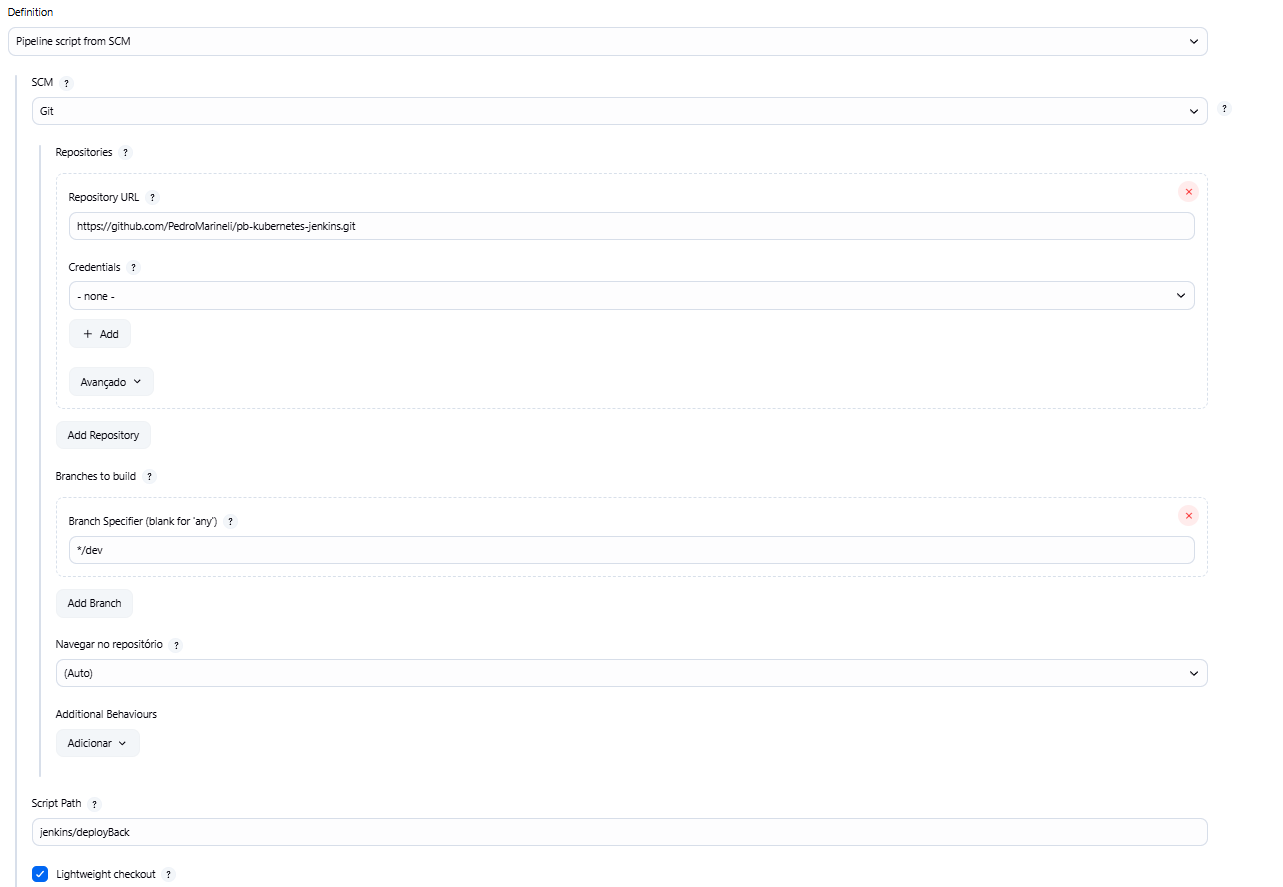 Definition
Pipeline script from SCM
SCM ?
Git
?
Repositories ?
Repository URL ?
https://github.com/PedroMarineli/pb-kubernetes-jenkins.git
Credentials ?
- none -
+ Add
Avançado
Add Repository
Branches to build ?
Branch Specifier (blank for 'any') ?
*/dev
Add Branch
Navegar no repositório ?
(Auto)
Additional Behaviours
Adicionar
Script Path ?
jenkins/deployBack
Lightweight checkout ?